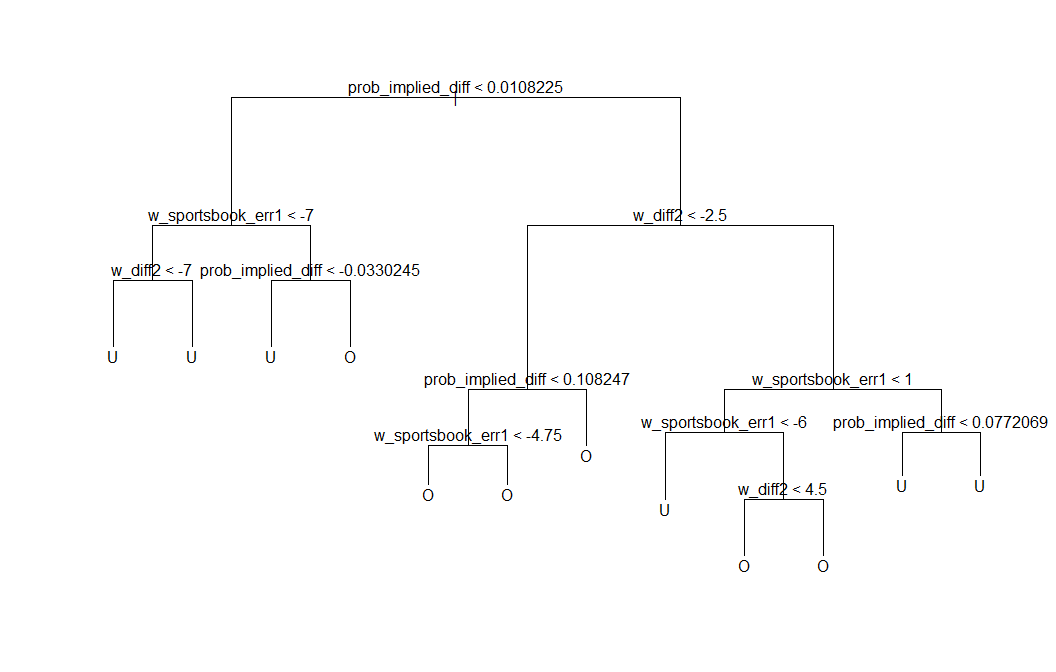 prob_implied_diff < 0.0108225
w_sportsbook_err1 < -7
w_diff2 < -2.5
w_diff2 < -7
prob_implied_diff < -0.0330245
U
U
U
O
prob_implied_diff < 0.108247
w_sportsbook_err1 < 1
w_sportsbook_err1 < -6
prob_implied_diff < 0.0772069
w_sportsbook_err1 < -4.75
O
U
U
w_diff2 < 4.5
O
O
U
O
O